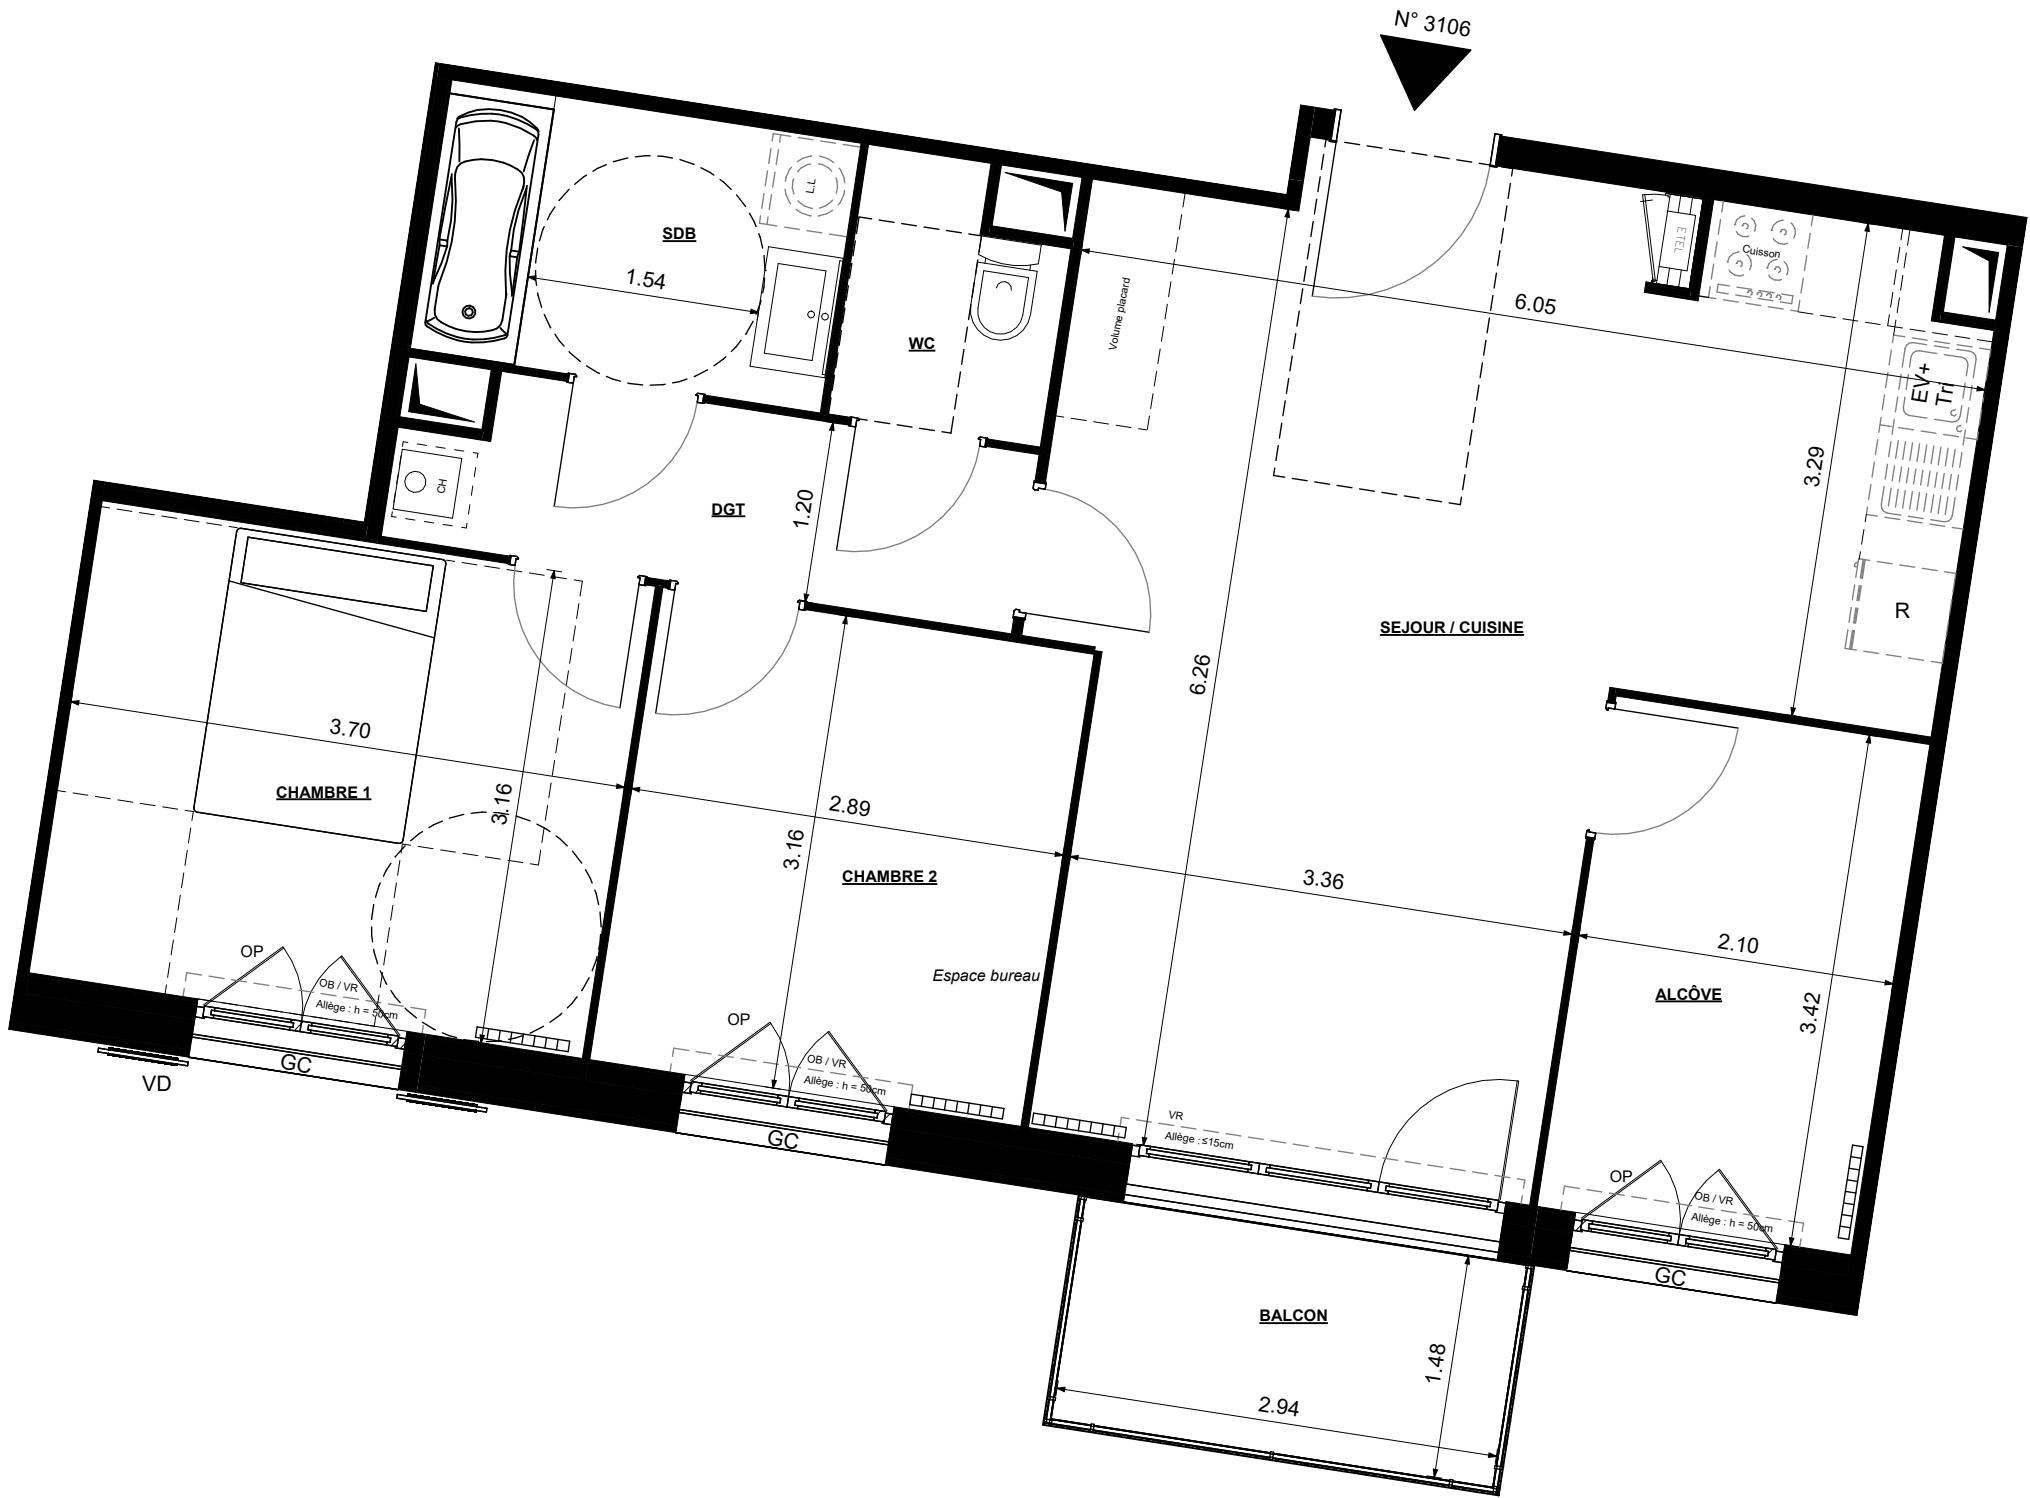 N° 3106
SDB
L.L
1.54
WC
Volume placard
ETEL
Cuisson
6.05
EV+
Tri
3.29
CH
DGT
1.20
R
SEJOUR / CUISINE
6.26
3.70
CHAMBRE 1
3.16
2.89
3.16
CHAMBRE 2
3.36
2.10
3.42
Espace bureau
ALCÔVE
OP
OB / VR
Allège : h = 50cm
GC
VD
OP
OB / VR
Allège : h = 50cm
GC
VR
Allège : ≤15cm
OP
OB / VR
Allège : h = 50cm
GC
BALCON
1.48
2.94